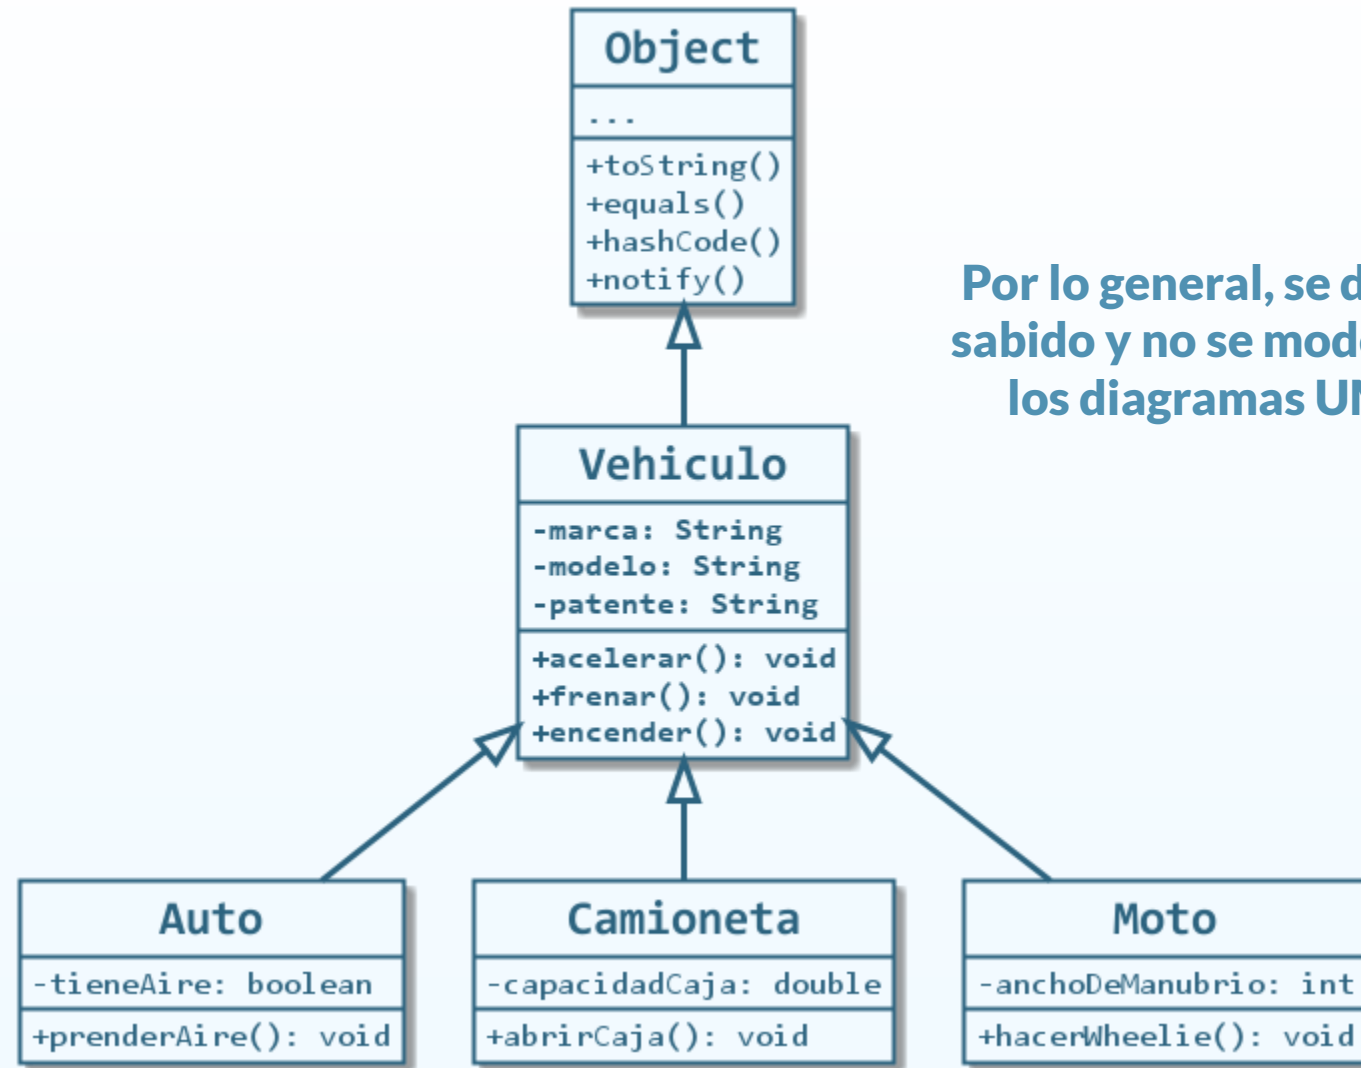 Object
...
+toString()
+equals()
+hashCode()
+notify()
Por lo general, se
sabido y no se
los diagramas
Vehiculo
-marca: String
-modelo: String
-patente: String
+acelerar(): void
+frenar(): void
+encender(): void
Auto
-tieneAire: boolean
+prenderAire(): void
Camioneta
-capacidadCaja: double
+abrirCaja(): void
Moto
-anchoDeManubrio: int
+hacerWheelie(): void